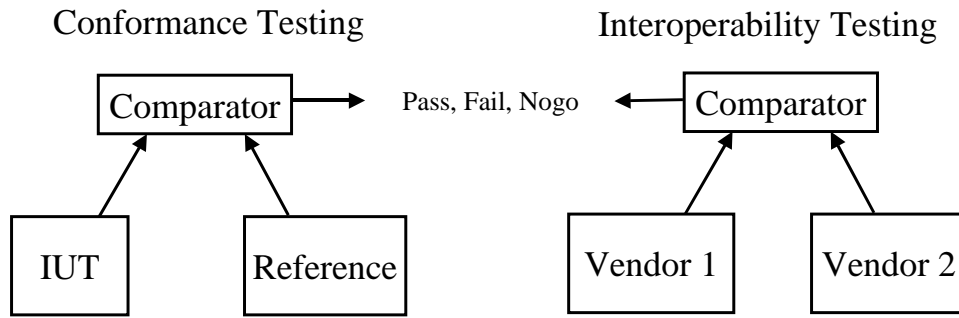 Conformance Testing
Interoperability Testing
Comparator
Pass, Fail, Nogo
Comparator
IUT
Reference
Vendor 1
Vendor 2